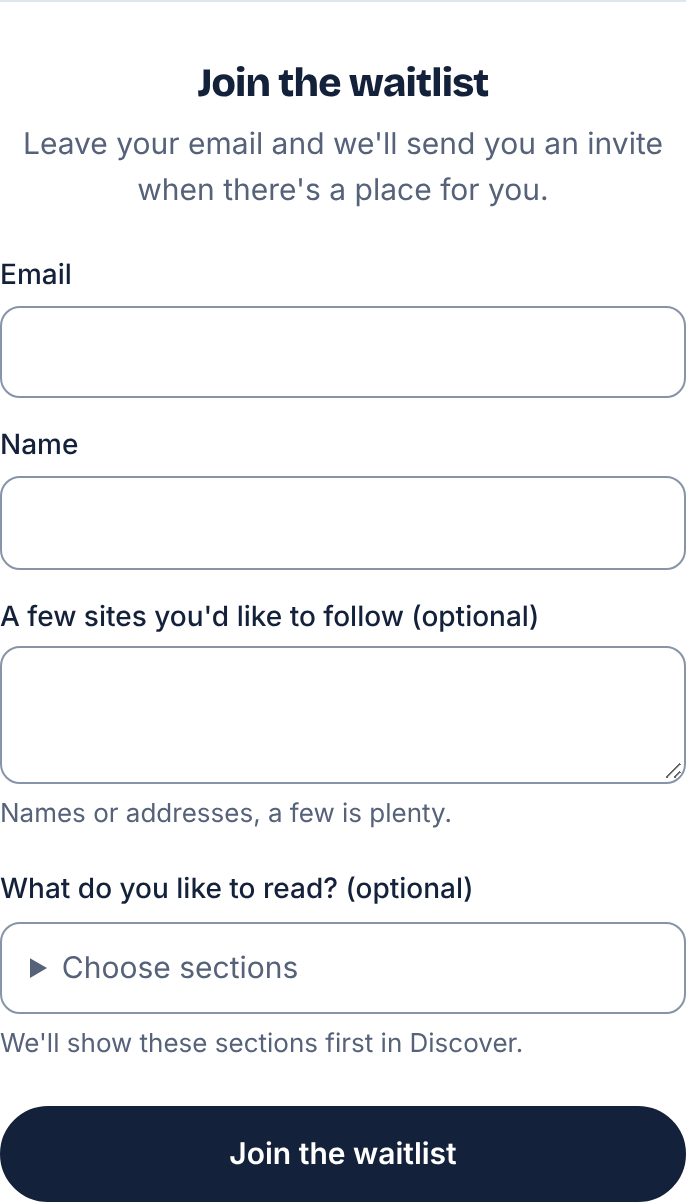 Join the waitlist
Leave your email and we'll send you an invite
when there's a place for you.
Email
Name
A few sites you'd like to follow (optional)
Names or addresses, a few is plenty.
What do you like to read? (optional)
Choose sections
We'll show these sections first in Discover.
Join the waitlist